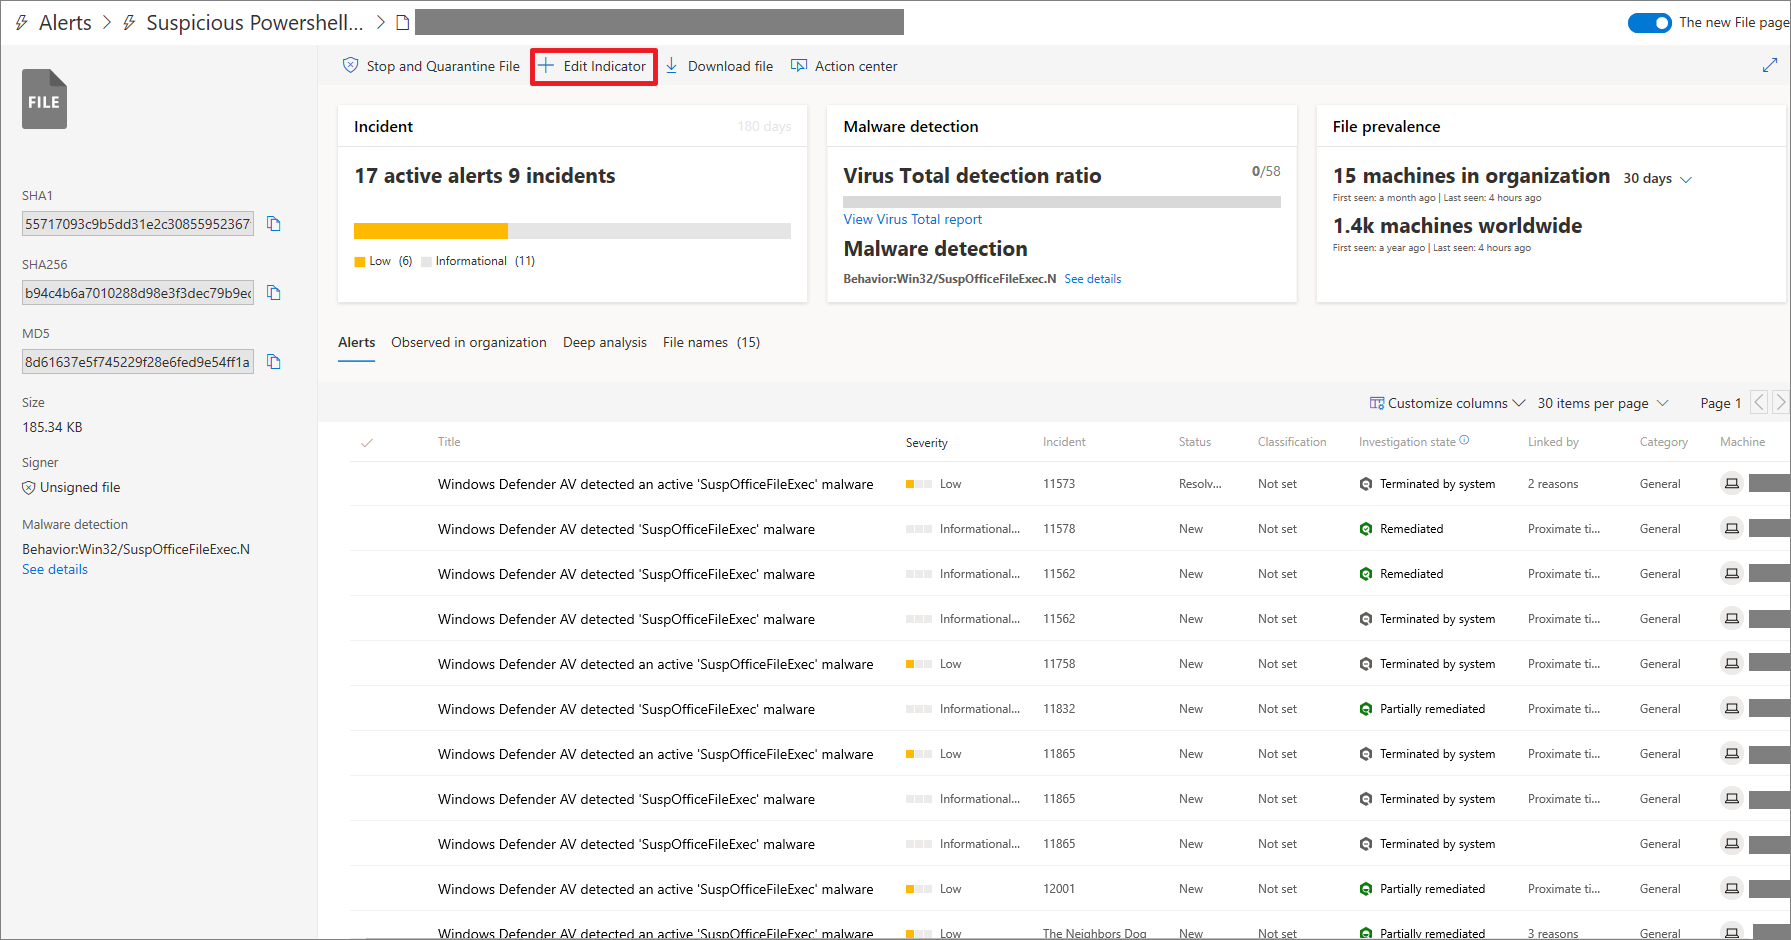 Alerts > Suspicious Powershell... >
The new File page
FILE
SHA1
55717093c9b5dd31e2c30855952367
SHA256
b94c4b6a7010288d98e3f3dec79b9ec
MD5
8d61637e5f745229f28e6fed9e54ff1a
Size
185.34 KB
Signer
Unsigned file
Malware detection
Behavior:Win32/SuspOfficeFileExec.N
See details
Stop and Quarantine File Edit Indicator Download file Action center
Incident 180 days
17 active alerts 9 incidents
Low (6) Informational (11)
Malware detection
Virus Total detection ratio 0/58
View Virus Total report
Malware detection
Behavior:Win32/SuspOfficeFileExec.N See details
File prevalence
15 machines in organization 30 days
First seen: a month ago | Last seen: 4 hours ago
1.4k machines worldwide
First seen: a year ago | Last seen: 4 hours ago
Alerts Observed in organization Deep analysis File names (15)
Customize columns 30 items per page Page 1
Title Severity Incident Status Classification Investigation state Linked by Category Machine
Windows Defender AV detected an active 'SuspOfficeFileExec' malware Low 11573 Resolv... Not set Terminated by system 2 reasons General
Windows Defender AV detected 'SuspOfficeFileExec' malware Informational... 11578 New Not set Remediated Proximate ti... General
Windows Defender AV detected 'SuspOfficeFileExec' malware Informational... 11562 New Not set Remediated Proximate ti... General
Windows Defender AV detected 'SuspOfficeFileExec' malware Informational... 11562 New Not set Terminated by system Proximate ti... General
Windows Defender AV detected an active 'SuspOfficeFileExec' malware Low 11758 New Not set Terminated by system Proximate ti... General
Windows Defender AV detected 'SuspOfficeFileExec' malware Informational... 11832 New Not set Partially remediated Proximate ti... General
Windows Defender AV detected an active 'SuspOfficeFileExec' malware Low 11865 New Not set Terminated by system Proximate ti... General
Windows Defender AV detected 'SuspOfficeFileExec' malware Informational... 11865 New Not set Terminated by system Proximate ti... General
Windows Defender AV detected 'SuspOfficeFileExec' malware Informational... 11865 New Not set Terminated by system General
Windows Defender AV detected an active 'SuspOfficeFileExec' malware Low 12001 New Not set Partially remediated Proximate ti... General
Windows Defender AV detected an active 'SuspOfficeFileExec' malware Low The Neighbors Dog New Not set Partially remediated 3 reasons General